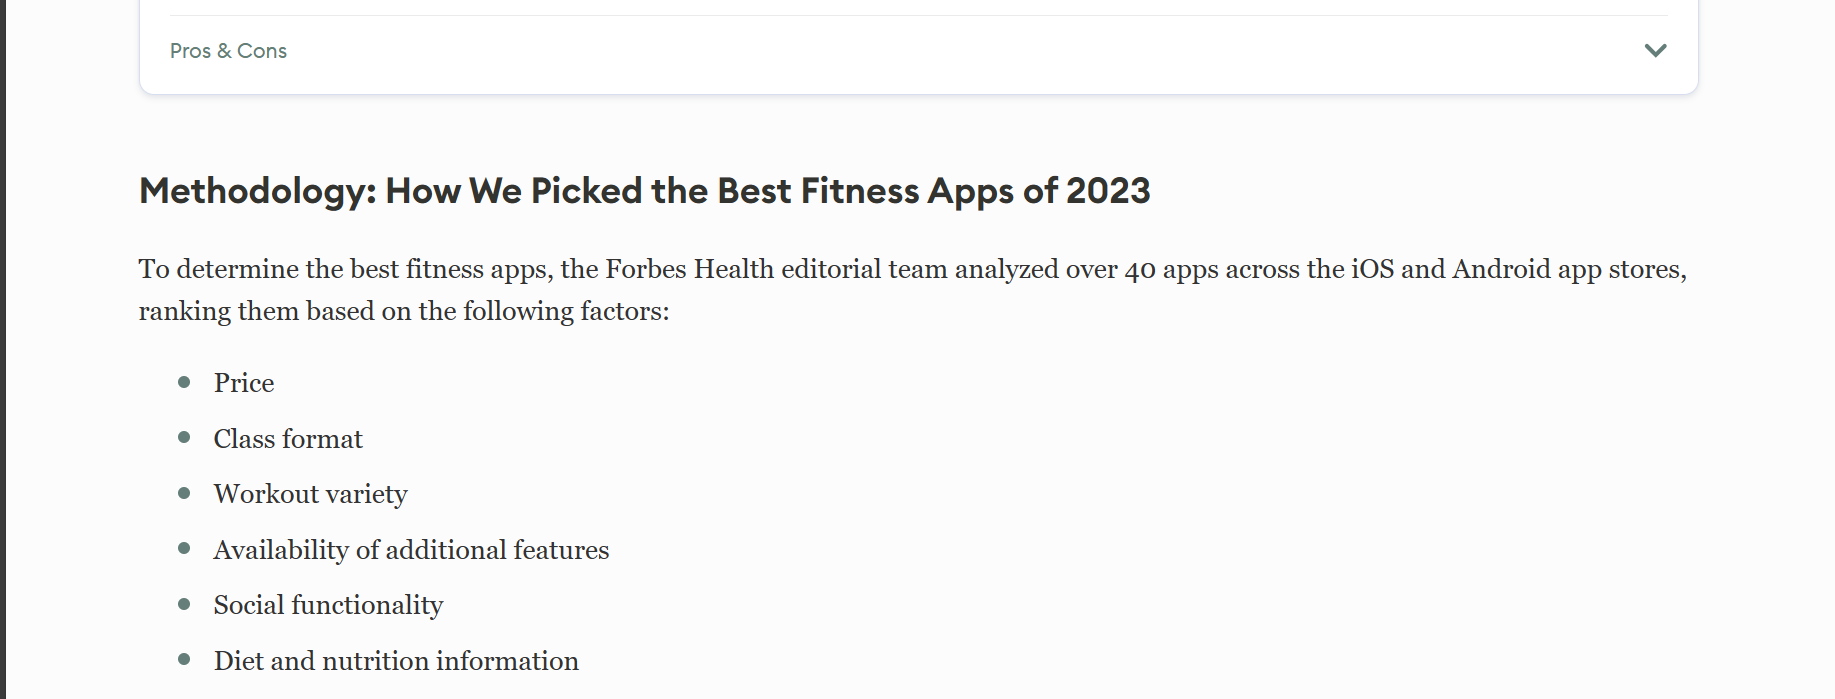 Pros & Cons
Methodology: How We Picked the Best Fitness Apps of 2023
To determine the best fitness apps, the Forbes Health editorial team analyzed over 40 apps across the iOS and Android app stores,
ranking them based on the following factors:
Price
Class format
Workout variety
Availability of additional features
Social functionality
Diet and nutrition information